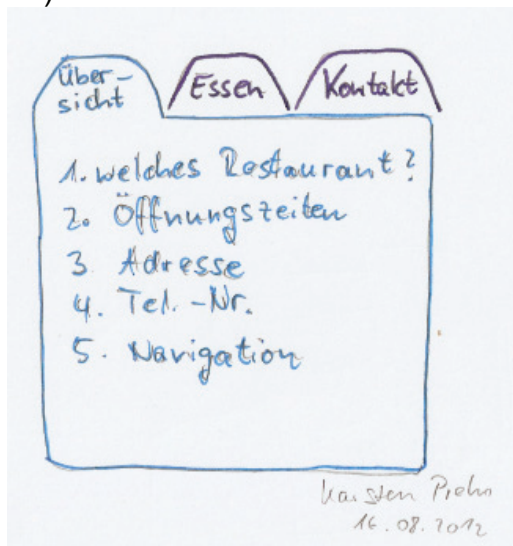 Über-
sicht
Essen
Kontakt
1. welches Restaurant?
2. Öffnungszeiten
3 Adresse
4. Tel.-Nr.
5. Navigation
Karsten
16.08.2012